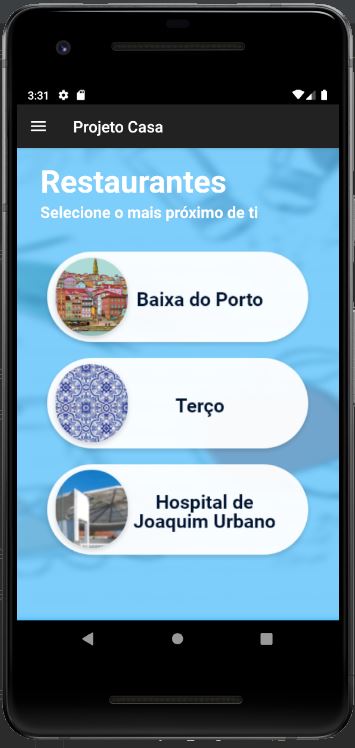 3:31
Projeto Casa
Restaurantes
Selecione o mais próximo de ti
Baixa do Porto
Terço
Hospital de
Joaquim Urbano